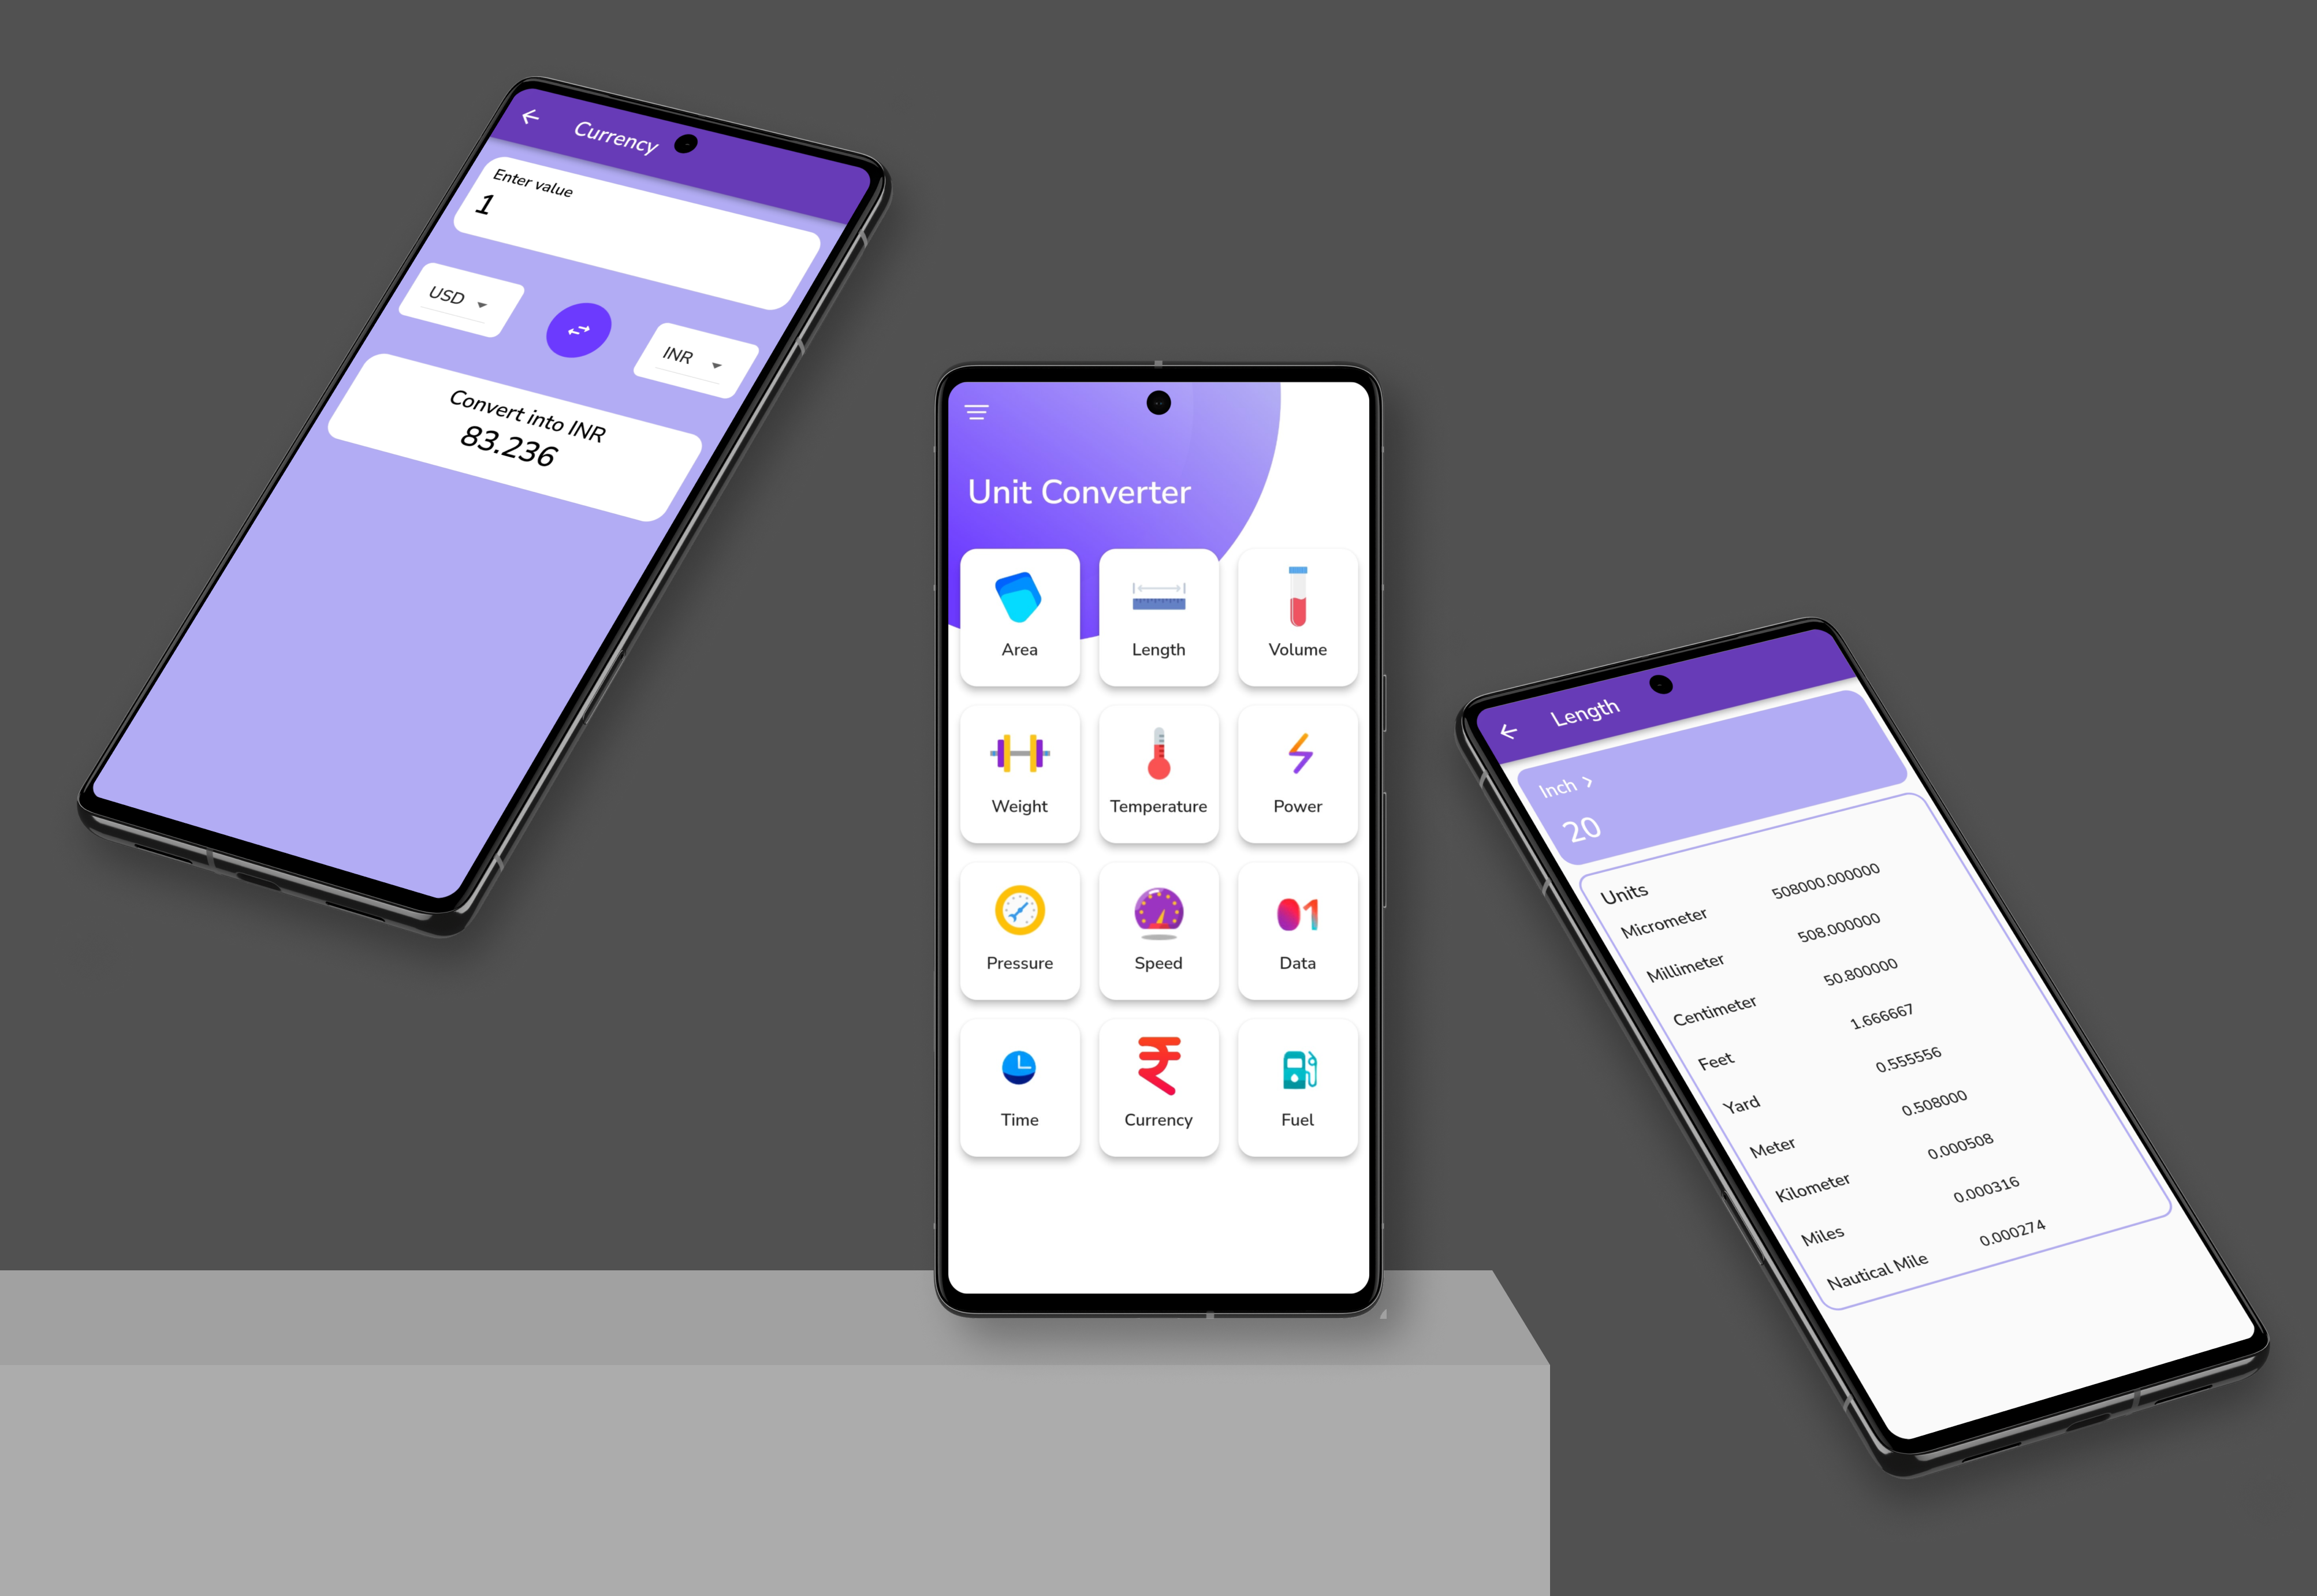 Currency
Enter value
1
USD
INR
Convert into INR
83.236
Unit Converter
Area Length Volume
Weight Temperature Power
Pressure Speed 01 Data
Time Currency Fuel
Length
Inch >
20
Units
Micrometer 508000.000000
Millimeter 508.000000
Centimeter 50.800000
Feet 1.666667
Yard 0.555556
Meter 0.508000
Kilometer 0.000508
Miles 0.000316
Nautical Mile 0.000274